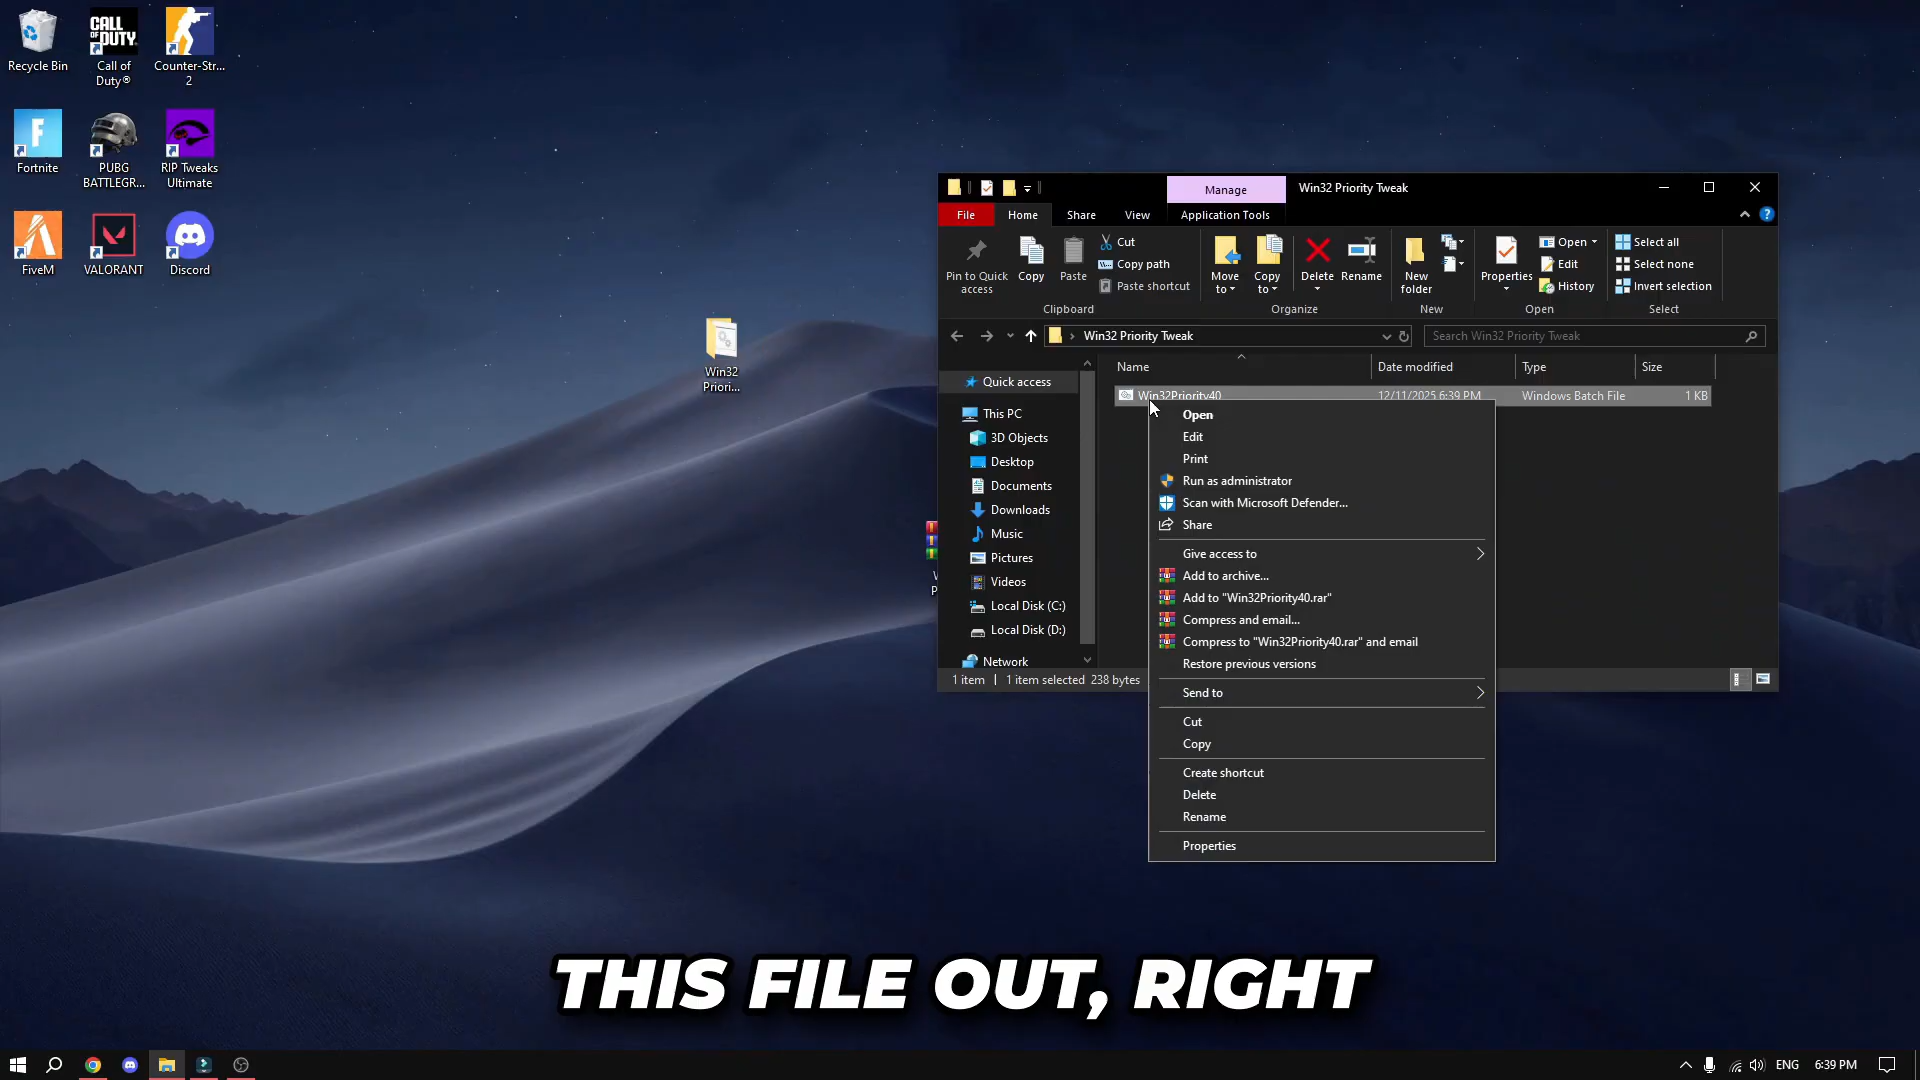 Recycle Bin
CALL
OF DUTY
Call of
Duty®
Counter-Str...
2
Fortnite
PUBG
BATTLEGR...
RIP Tweaks
Ultimate
FiveM
VALORANT
Discord
Win32
Priori...
Manage
Win32 Priority Tweak
File
Home
Share
View
Application Tools
Pin to Quick
access
Copy
Paste
Cut
Copy path
Paste shortcut
Clipboard
Move
to
Copy
to
Delete
Rename
Organize
New
folder
New
Properties
Open
Edit
History
Open
Select all
Select none
Invert selection
Select
Win32 Priority Tweak
Search Win32 Priority Tweak
Name
Date modified
Type
Size
Quick access
This PC
3D Objects
Desktop
Documents
Downloads
Music
Pictures
Videos
Local Disk (C:)
Local Disk (D:)
Network
Win32Priority40
12/11/2025 6:39 PM
Windows Batch File
1 KB
Open
Edit
Print
Run as administrator
Scan with Microsoft Defender...
Share
Give access to
Add to archive...
Add to "Win32Priority40.rar"
Compress and email...
Compress to "Win32Priority40.rar" and email
Restore previous versions
Send to
Cut
Copy
Create shortcut
Delete
Rename
Properties
1 item
1 item selected 238 bytes
THIS FILE OUT, RIGHT
ENG
6:39 PM